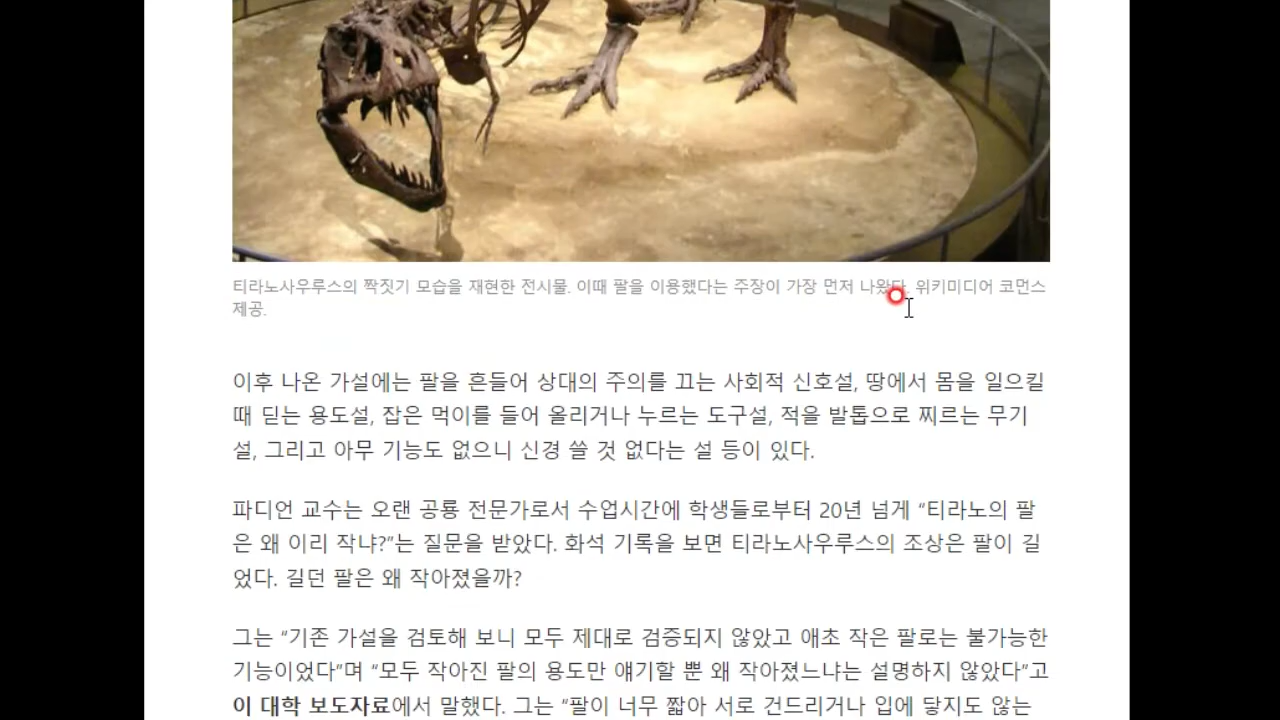 티라노사우루스의 짝짓기 모습을 재현한 전시물. 이때 팔을 이용했다는 주장이 가장 먼저 나왔다. 위키미디어 코먼스
제공.
이후 나온 가설에는 팔을 흔들어 상대의 주의를 끄는 사회적 신호설, 땅에서 몸을 일으킬
때 딛는 용도설, 잡은 먹이를 들어 올리거나 누르는 도구설, 적을 발톱으로 찌르는 무기
설, 그리고 아무 기능도 없으니 신경 쓸 것 없다는 설 등이 있다.
파디언 교수는 오랜 공룡 전문가로서 수업시간에 학생들로부터 20년 넘게 “티라노의 팔
은 왜 이리 작냐?”는 질문을 받았다. 화석 기록을 보면 티라노사우루스의 조상은 팔이 길
었다. 길던 팔은 왜 작아졌을까?
그는 “기존 가설을 검토해 보니 모두 제대로 검증되지 않았고 애초 작은 팔로는 불가능한
기능이었다”며 “모두 작아진 팔의 용도만 얘기할 뿐 왜 작아졌느냐는 설명하지 않았다”고
이 대학 보도자료에서 말했다. 그는 “팔이 너무 짧아 서로 건드리거나 입에 닿지도 않는